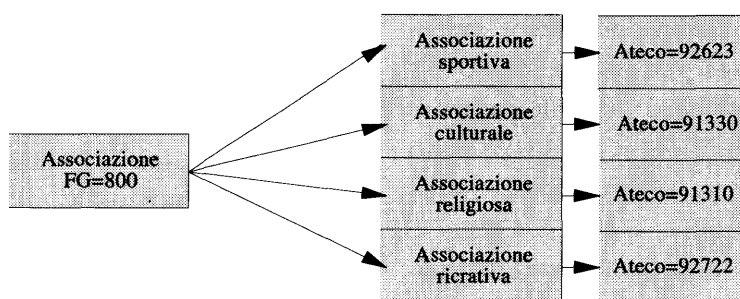 Associazione
sportiva
Ateco=92623
Associazione
culturale
Ateco=91330
Associazione
FG=800
Associazione
religiosa
Ateco=91310
Associazione
ricrativa
Ateco=92722